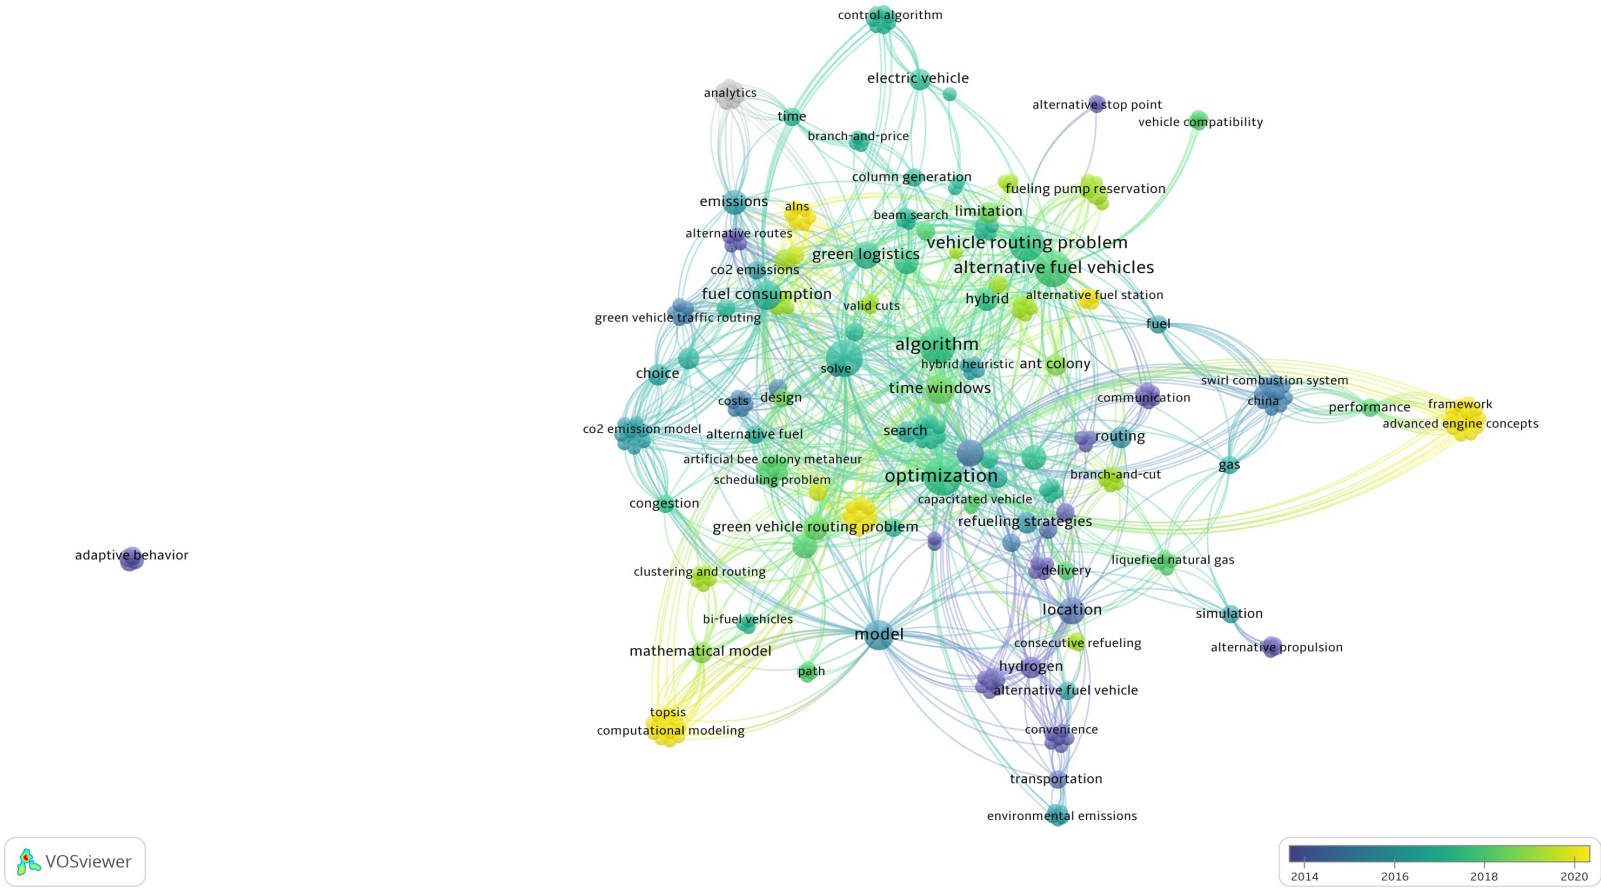 control algorithm
electric vehicle
analytics
alternative stop point
time
vehicle compatibility
branch-and-price
column generation
fueling pump reservation
emissions
alns
beam search
limitation
alternative routes
vehicle routing problem
green logistics
co2 emissions
alternative fuel vehicles
fuel consumption
hybrid
alternative fuel station
valid cuts
green vehicle traffic routing
fuel
algorithm
hybrid heuristic
ant colony
solve
choice
swirl combustion system
time windows
costs
design
communication
china
performance
framework
advanced engine concepts
co2 emission model
alternative fuel
search
routing
artificial bee colony metaheur
scheduling problem
gas
optimization
branch-and-cut
congestion
capacitated vehicle
green vehicle routing problem
refueling strategies
adaptive behavior
clustering and routing
delivery
liquefied natural gas
bi-fuel vehicles
location
simulation
model
mathematical model
consecutive refueling
alternative propulsion
path
hydrogen
alternative fuel vehicle
topsis
computational modeling
convenience
transportation
environmental emissions
VOSviewer
2014 2016 2018 2020